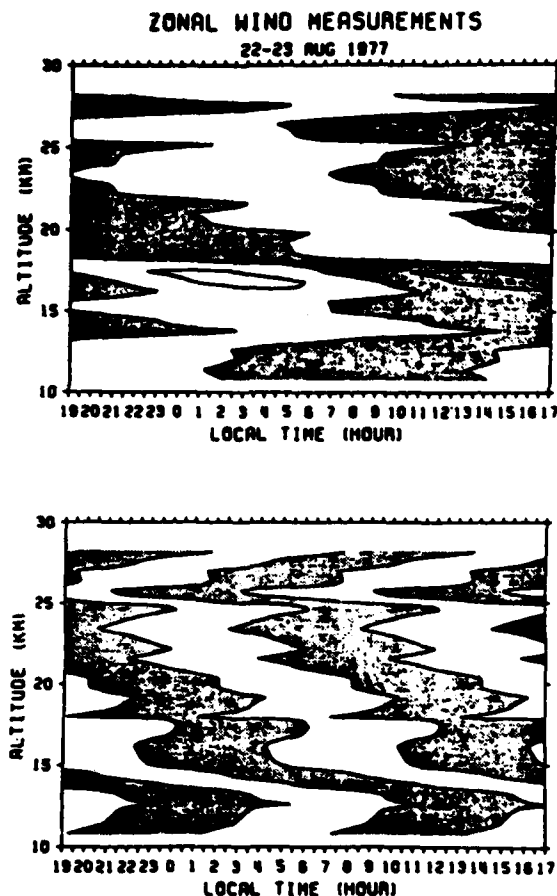 ZONAL WIND MEASUREMENTS
22-23 AUG 1977
30
25
20
15
10
ALTITUDE (KM)
19 20 21 22 23 0 1 2 3 4 5 6 7 8 9 10 11 12 13 14 15 16 17
LOCAL TIME (HOUR)
30
25
20
15
10
ALTITUDE (KM)
19 20 21 22 23 0 1 2 3 4 5 6 7 8 9 10 11 12 13 14 15 16 17
LOCAL TIME (HOUR)